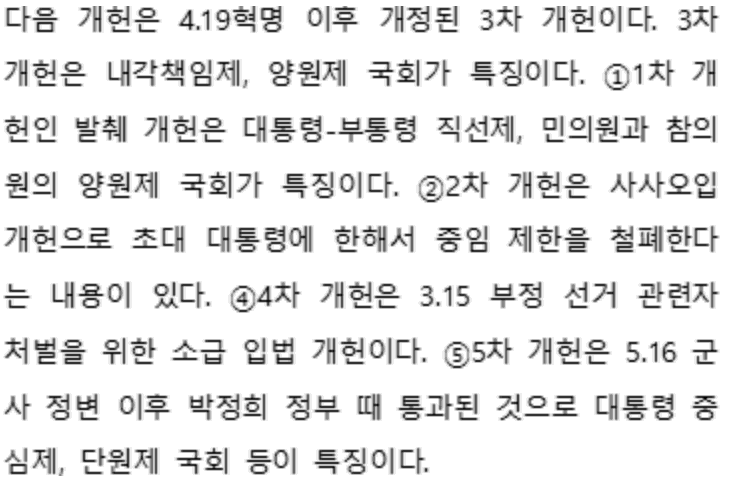 다음 개헌은 4.19혁명 이후 개정된 3차 개헌이다. 3차
개헌은 내각책임제, 양원제 국회가 특징이다. ①1차 개
헌인 발췌 개헌은 대통령-부통령 직선제, 민의원과 참의
원의 양원제 국회가 특징이다. ②2차 개헌은 사사오입
개헌으로 초대 대통령에 한해서 중임 제한을 철폐한다
는 내용이 있다. ④4차 개헌은 3.15 부정 선거 관련자
처벌을 위한 소급 입법 개헌이다. ⑤5차 개헌은 5.16 군
사 정변 이후 박정희 정부 때 통과된 것으로 대통령 중
심제, 단원제 국회 등이 특징이다.